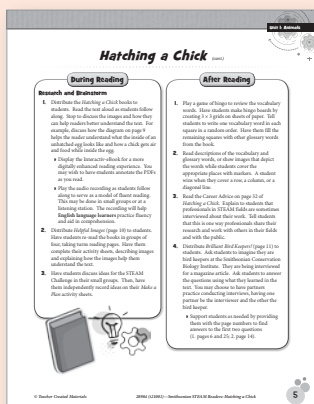 Unit 1: Animals
Hatching a Chick (cont.)
During Reading
Research and Brainstorm
1. Distribute the Hatching a Chick books to
students. Read the text aloud as students follow
along. Stop to discuss the images and how they
can help readers better understand the text. For
example, discuss how the diagram on page 9
helps the reader understand what the inside of an
unhatched egg looks like and how a chick gets air
and food while inside the egg.
» Display the Interactiv-eBook for a more
digitally enhanced reading experience. You
may wish to have students annotate the PDFs
as you read.
» Play the audio recording as students follow
along to serve as a model of fluent reading.
This may be done in small groups or at a
listening station. The recording will help
English language learners practice fluency
and aid in comprehension.
2. Distribute Helpful Images (page 10) to students.
Have students re-read the books in groups of
four, taking turns reading pages. Have them
complete their activity sheets, describing images
and explaining how the images help them
understand the text.
3. Have students discuss ideas for the STEAM
Challenge in their small groups. Then, have
them independently record ideas on their Make a
Plan activity sheets.
After Reading
1. Play a game of bingo to review the vocabulary
words. Have students make bingo boards by
creating 3 × 3 grids on sheets of paper. Tell
students to write one vocabulary word in each
square in a random order. Have them fill the
remaining squares with other glossary words
from the book.
2. Read descriptions of the vocabulary and
glossary words, or show images that depict
the words while students cover the
appropriate places with markers. A student
wins when they cover a row, a column, or a
diagonal line.
3. Read the Career Advice on page 32 of
Hatching a Chick. Explain to students that
professionals in STEAM fields are sometimes
interviewed about their work. Tell students
that this is one way professionals share their
research and work with others in their fields
and with the public.
4. Distribute Brilliant Bird Keepers! (page 11) to
students. Ask students to imagine they are
bird keepers at the Smithsonian Conservation
Biology Institute. They are being interviewed
for a magazine article. Ask students to answer
the questions using what they learned in the
text. You may choose to have partners
practice conducting interviews, having one
partner be the interviewer and the other the
bird keeper.
» Support students as needed by providing
them with the page numbers to find
answers to the first two questions
(1. pages 6 and 25; 2. page 14).
© Teacher Created Materials
Smithsonian STEAM Readers: Hatching a Chick
5